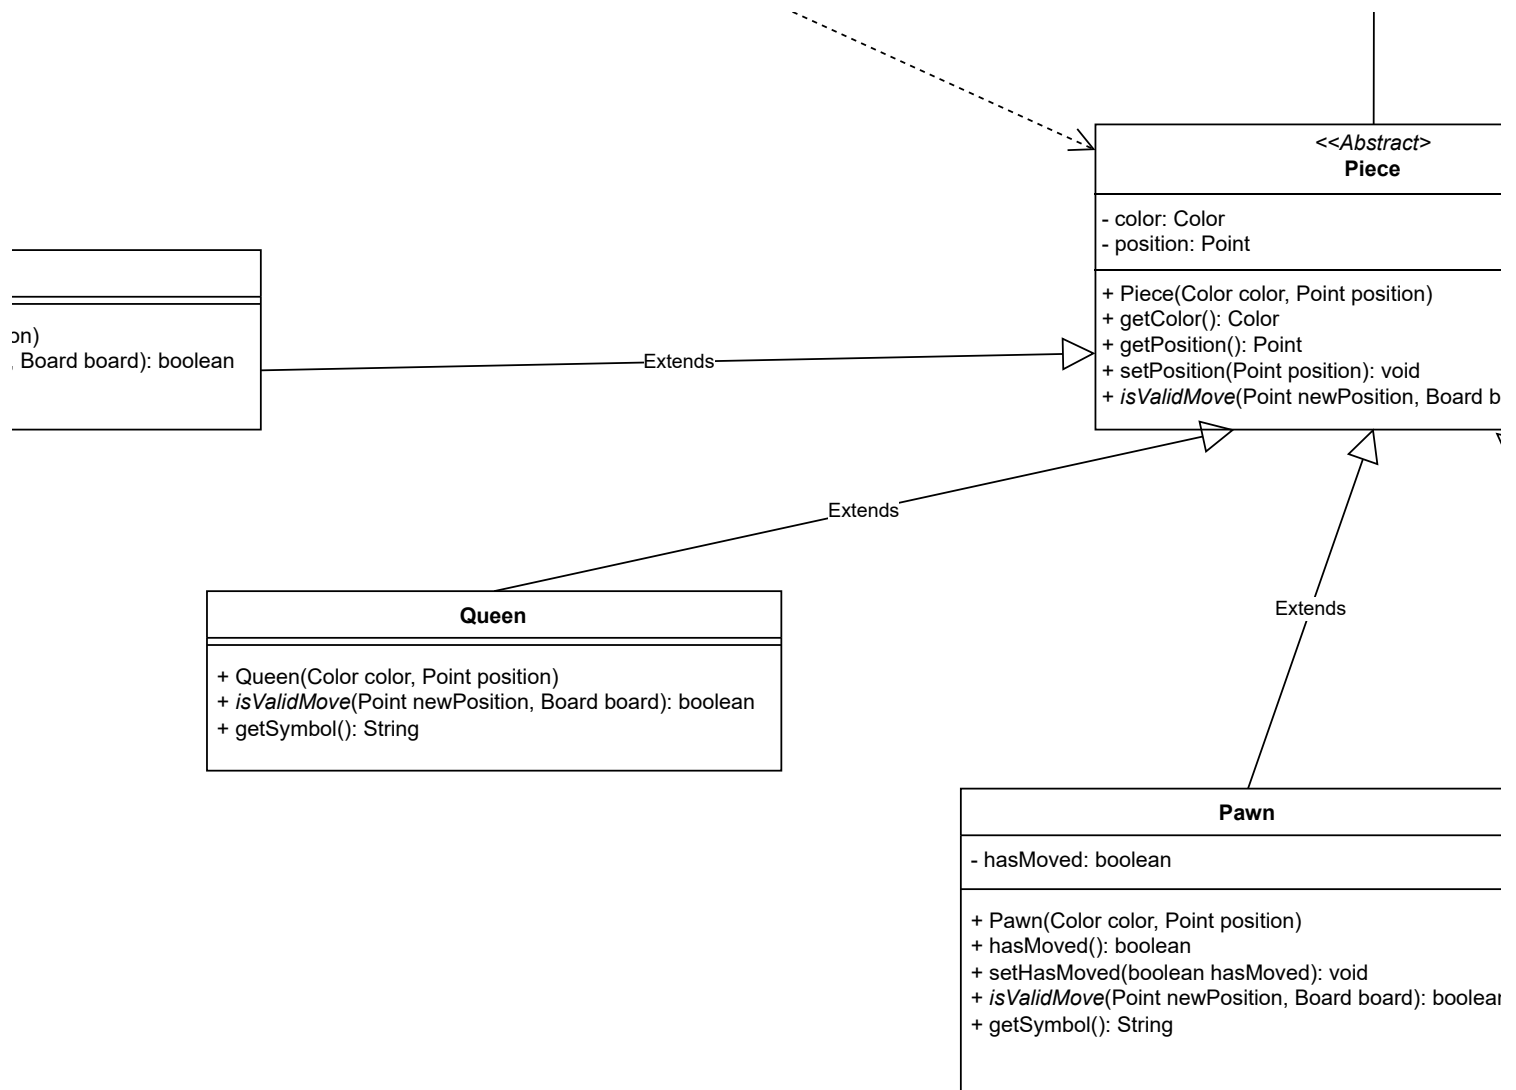 <<Abstract>
Piece
- color: Color
- position: Point
+ Piece(Color color, Point position)
+ getColor(): Color
+ getPosition(): Point
+ setPosition(Point position): void
+ isValidMove(Point newPosition, Board b
on)
, Board board): boolean
Extends
Extends
Extends
Queen
+ Queen(Color color, Point position)
+ isValidMove(Point newPosition, Board board): boolean
+ getSymbol(): String
Pawn
- hasMoved: boolean
+ Pawn(Color color, Point position)
+ hasMoved(): boolean
+ setHasMoved(boolean hasMoved): void
+ isValidMove(Point newPosition, Board board): boolean
+ getSymbol(): String